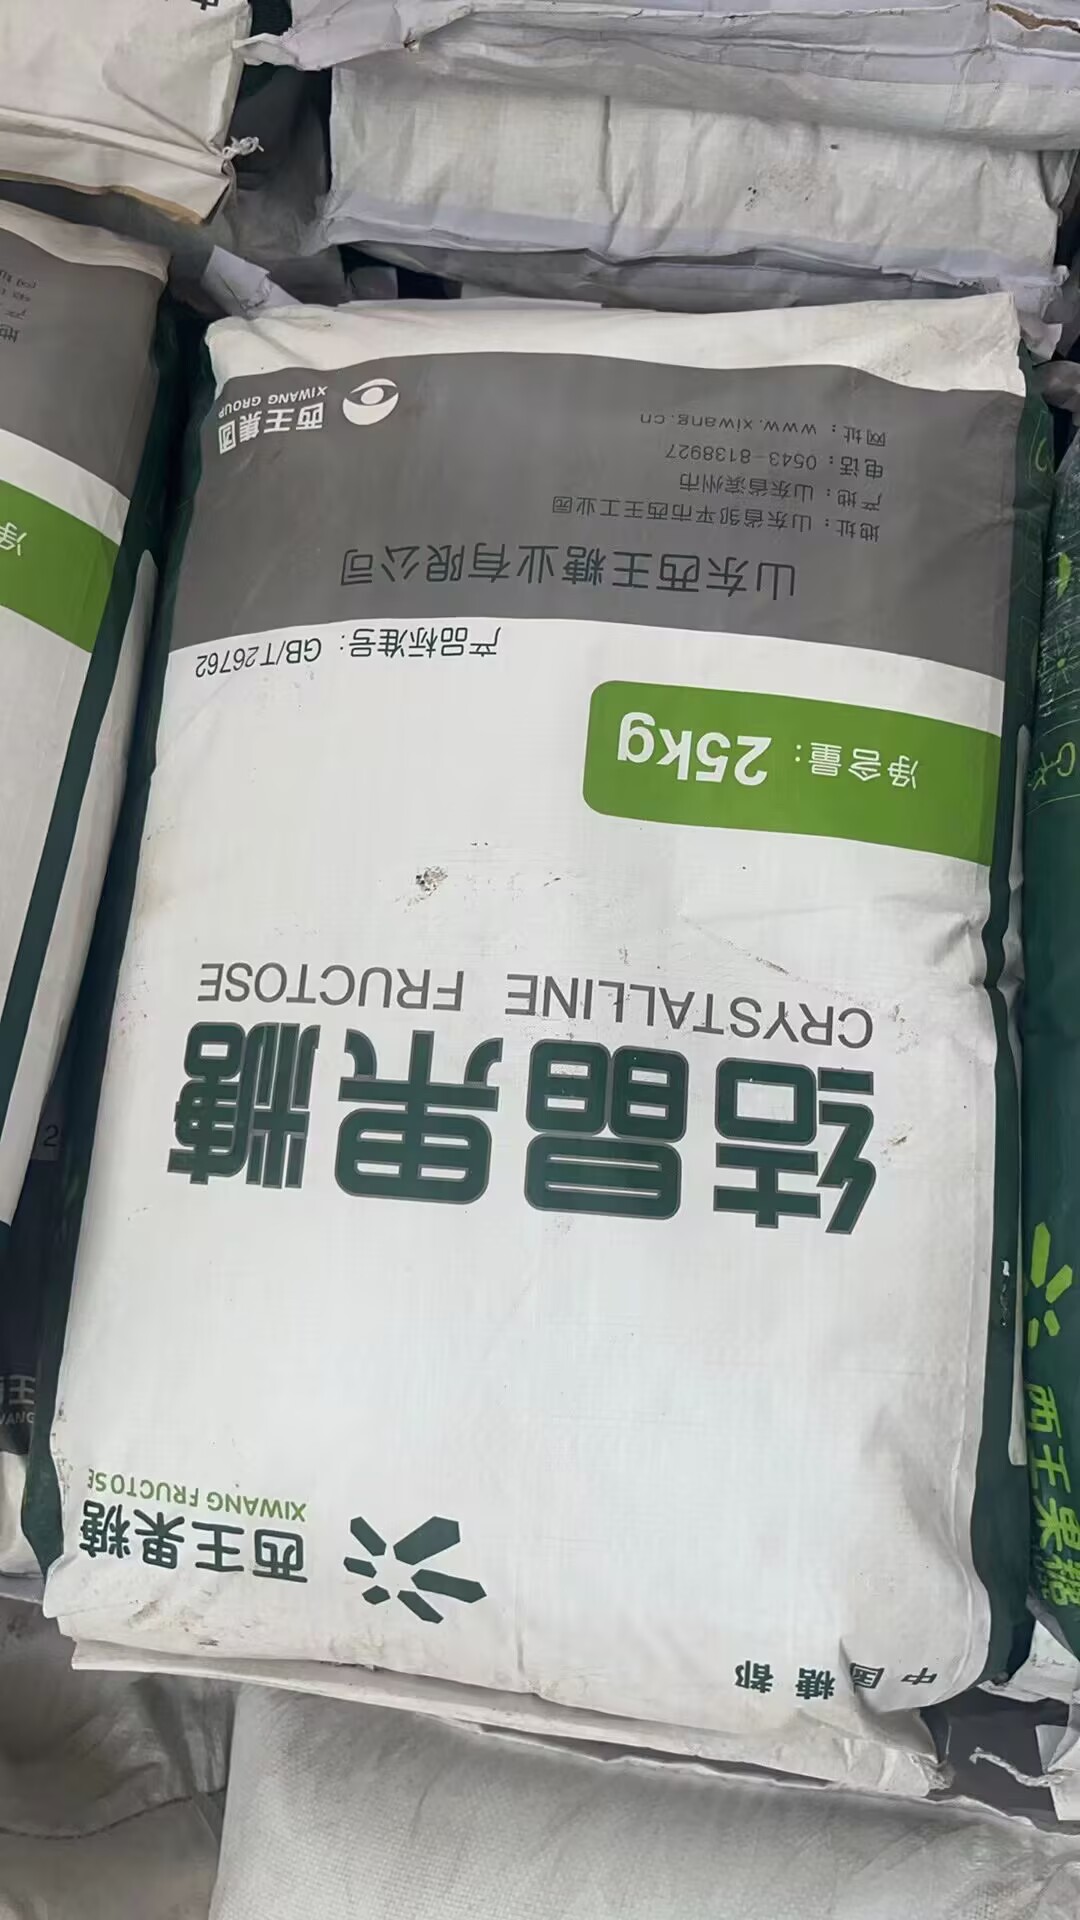 中国糖都
西王果糖
XIWANG FRUCTOSE
结晶果糖
CRYSTALLINE FRUCTOSE
净含量：25kg
产品标准号：GB/T26762
山东西王糖业有限公司
地址：山东省邹平市西王工业园
产地：山东省滨州市
电话：0543-8138927
网址：www.xiwang.cn
西王集团
XIWANG GROUP
西王果糖
净
地